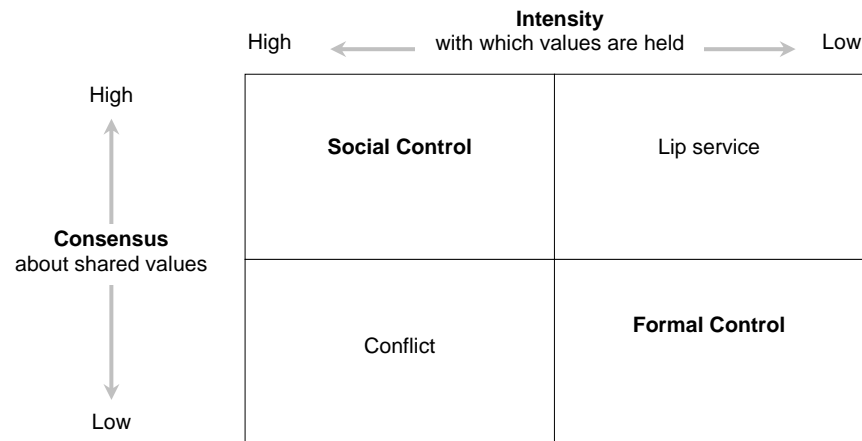 Intensity
High
with which values are held
Low
High
Social Control
Lip service
Consensus
about shared values
Formal Control
Conflict
Low